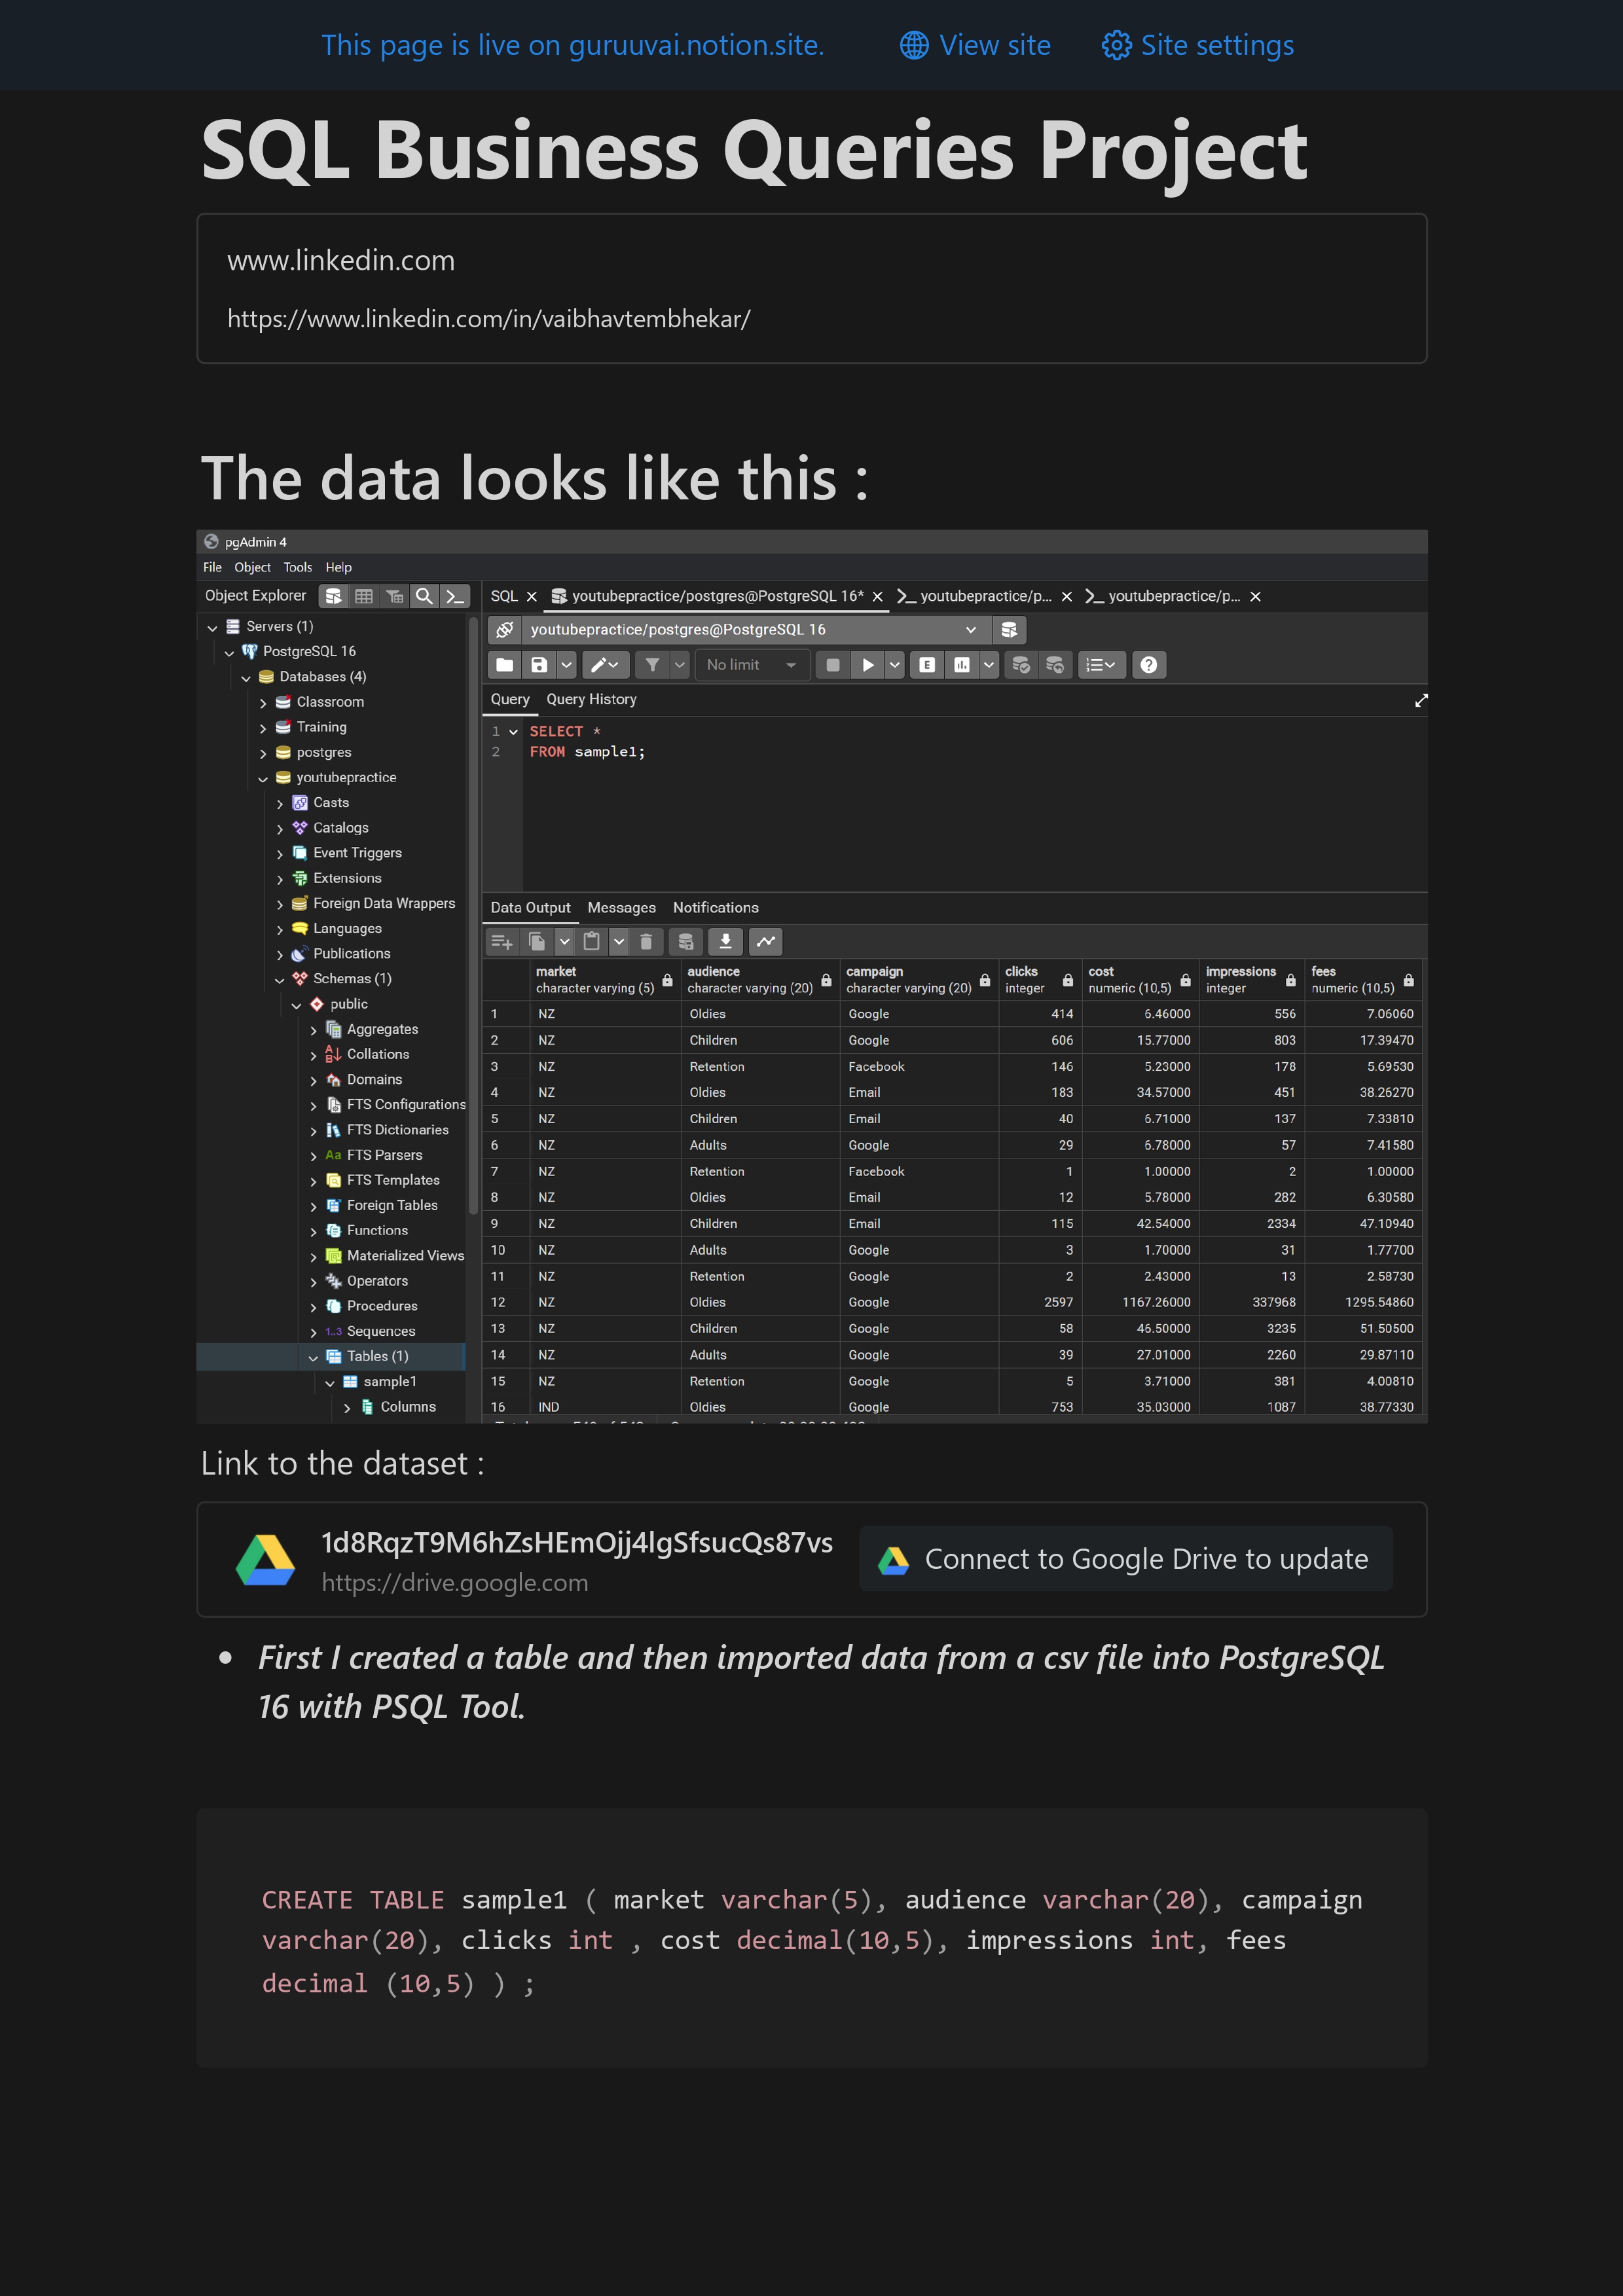 This page is live on guruuvai.notion.site. View site Site settings
SQL Business Queries Project
www.linkedin.com
https://www.linkedin.com/in/vaibhavtembhekar/
The data looks like this :
pgAdmin 4
File Object Tools Help
Object Explorer
SQL youtubepractice/postgres@PostgreSQL 16* youtubepractice/p... youtubepractice/p...
Servers (1)
PostgreSQL 16
Databases (4)
Classroom
Training
postgres
youtubepractice
Casts
Catalogs
Event Triggers
Extensions
Foreign Data Wrappers
Languages
Publications
Schemas (1)
public
Aggregates
Collations
Domains
FTS Configurations
FTS Dictionaries
Aa FTS Parsers
FTS Templates
Foreign Tables
Functions
Materialized Views
Operators
Procedures
1..3 Sequences
Tables (1)
sample1
Columns
youtubepractice/postgres@PostgreSQL 16
No limit
Query Query History
1 SELECT *
2 FROM sample1;
Data Output Messages Notifications
market audience campaign clicks cost impressions fees
character varying (5) character varying (20) character varying (20) integer numeric (10,5) integer numeric (10,5)
1 NZ Oldies Google 414 6.46000 556 7.06060
2 NZ Children Google 606 15.77000 803 17.39470
3 NZ Retention Facebook 146 5.23000 178 5.69530
4 NZ Oldies Email 183 34.57000 451 38.26270
5 NZ Children Email 40 6.71000 137 7.33810
6 NZ Adults Google 29 6.78000 57 7.41580
7 NZ Retention Facebook 1 1.00000 2 1.00000
8 NZ Oldies Email 12 5.78000 282 6.30580
9 NZ Children Email 115 42.54000 2334 47.10940
10 NZ Adults Google 3 1.70000 31 1.77700
11 NZ Retention Google 2 2.43000 13 2.58730
12 NZ Oldies Google 2597 1167.26000 337968 1295.54860
13 NZ Children Google 58 46.50000 3235 51.50500
14 NZ Adults Google 39 27.01000 2260 29.87110
15 NZ Retention Google 5 3.71000 381 4.00810
16 IND Oldies Google 753 35.03000 1087 38.77330
Link to the dataset :
1d8RqzT9M6hZsHEmOjj4lgSfsucQs87vs
https://drive.google.com
Connect to Google Drive to update
• First I created a table and then imported data from a csv file into PostgreSQL
16 with PSQL Tool.
CREATE TABLE sample1 ( market varchar(5), audience varchar(20), campaign
varchar(20), clicks int , cost decimal(10,5), impressions int, fees
decimal (10,5) ) ;